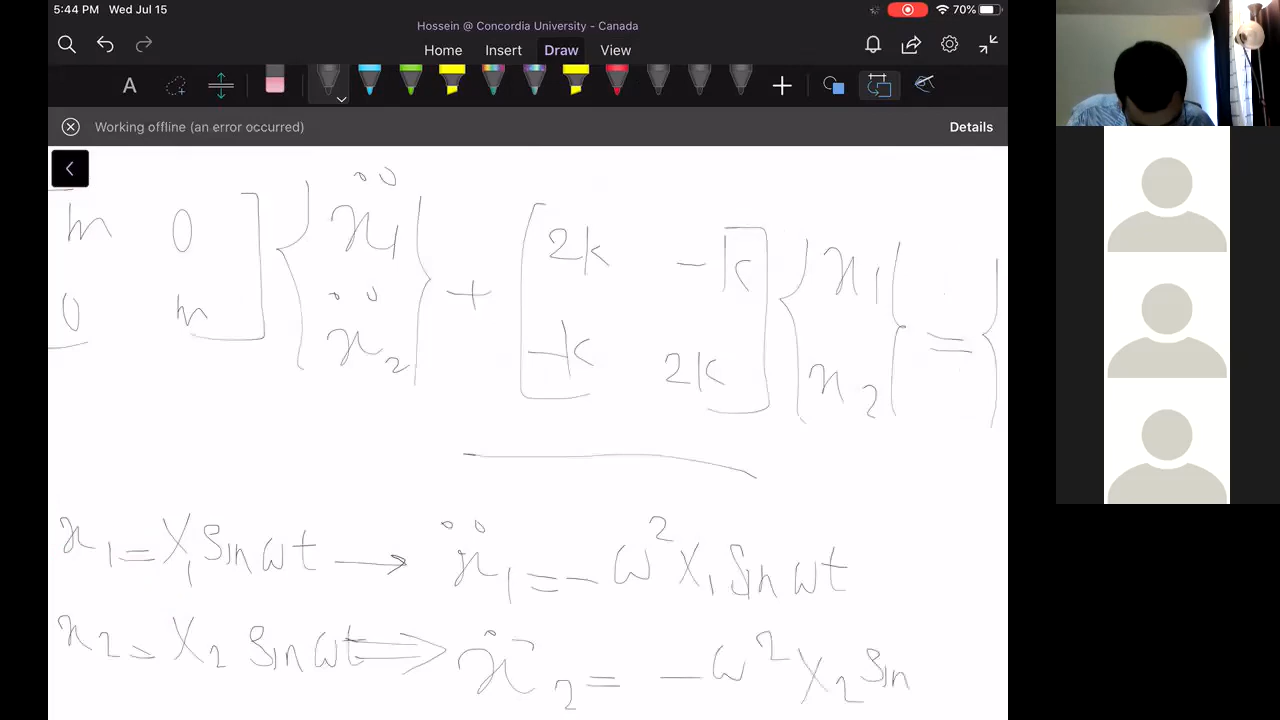 5:44 PM Wed Jul 15
70%
Hossein @ Concordia University - Canada
Home Insert Draw View
A
Working offline (an error occurred)
Details
m 0 ] { ẍ1 + [ 2k -k ] { x1 = {
0 m ẍ2 -k 2k x2
x1 = X1 Sin ωt → ẍ1 = - ω² X1 Sin ωt
x2 = X2 Sin ωt ⇒ ẍ2 = - ω² X2 Sin